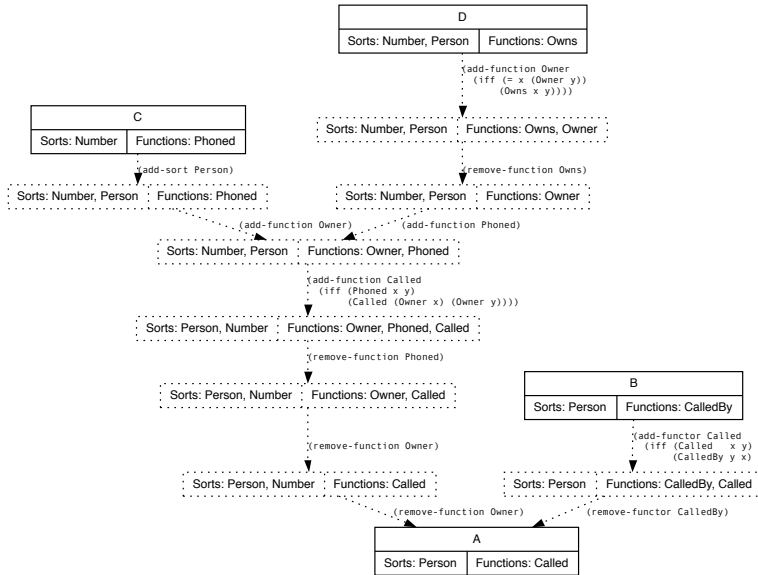 D
Sorts: Number, Person Functions: Owns
(add-function Owner
(iff (= x (Owner y))
(Owns x y))))
C
Sorts: Number Functions: Phoned
Sorts: Number, Person Functions: Owns, Owner
(add-sort Person)
(remove-function Owns)
Sorts: Number, Person Functions: Phoned
Sorts: Number, Person Functions: Owner
(add-function Owner)
(add-function Phoned)
Sorts: Number, Person Functions: Owner, Phoned
(add-function Called
(iff (Phoned x y)
(Called (Owner x) (Owner y))))
Sorts: Person, Number Functions: Owner, Phoned, Called
(remove-function Phoned)
B
Sorts: Person Functions: CalledBy
Sorts: Person, Number Functions: Owner, Called
(add-functor Called
(iff (Called x y)
(CalledBy y x)
(remove-function Owner)
Sorts: Person, Number Functions: Called
Sorts: Person Functions: CalledBy, Called
(remove-function Owner)
(remove-functor CalledBy)
A
Sorts: Person Functions: Called